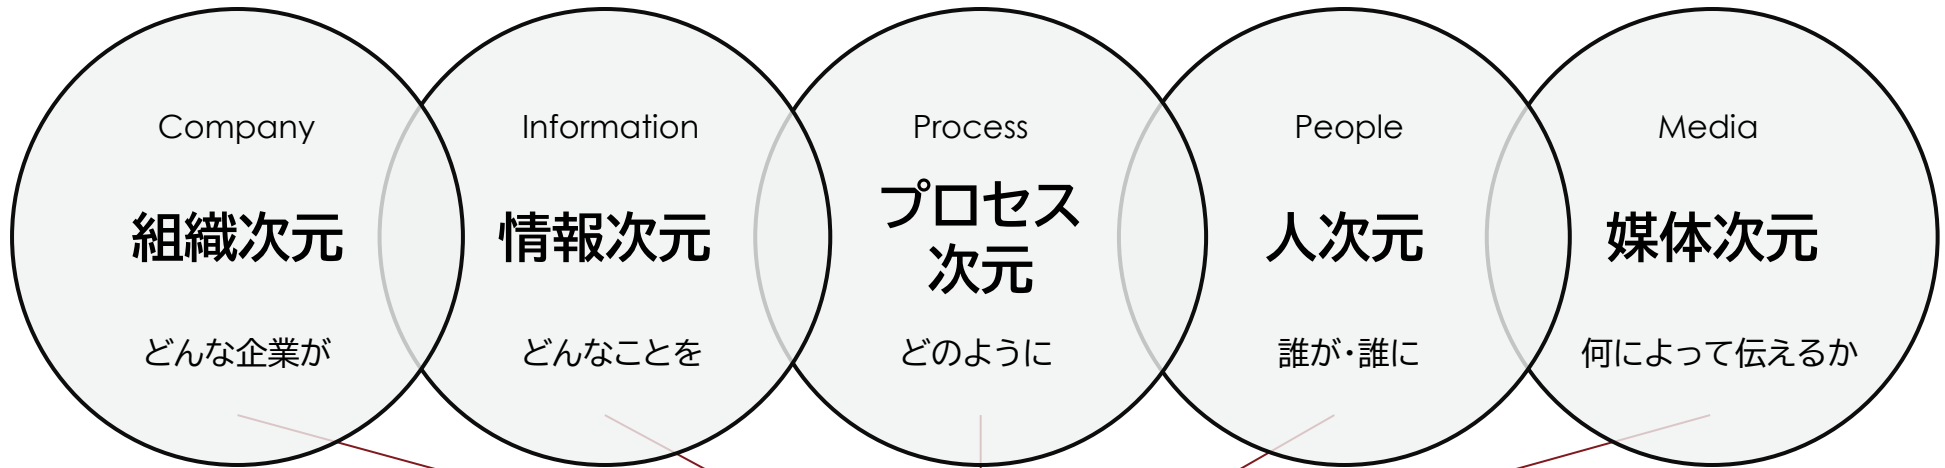 Company
組織次元
どんな企業が
Information
情報次元
どんなことを
Process
プロセス
次元
どのように
People
人次元
誰が・誰に
Media
媒体次元
何によって伝えるか